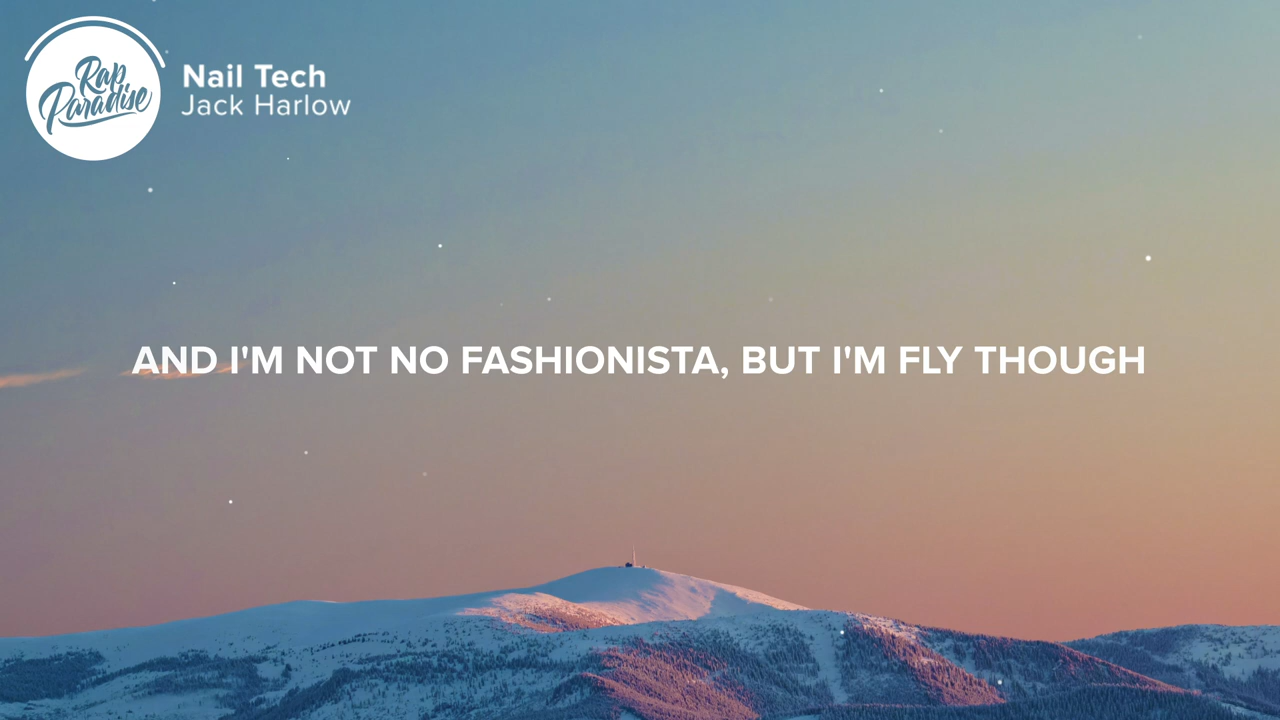 Rap
Paradise
Nail Tech
Jack Harlow
AND I'M NOT NO FASHIONISTA, BUT I'M FLY THOUGH